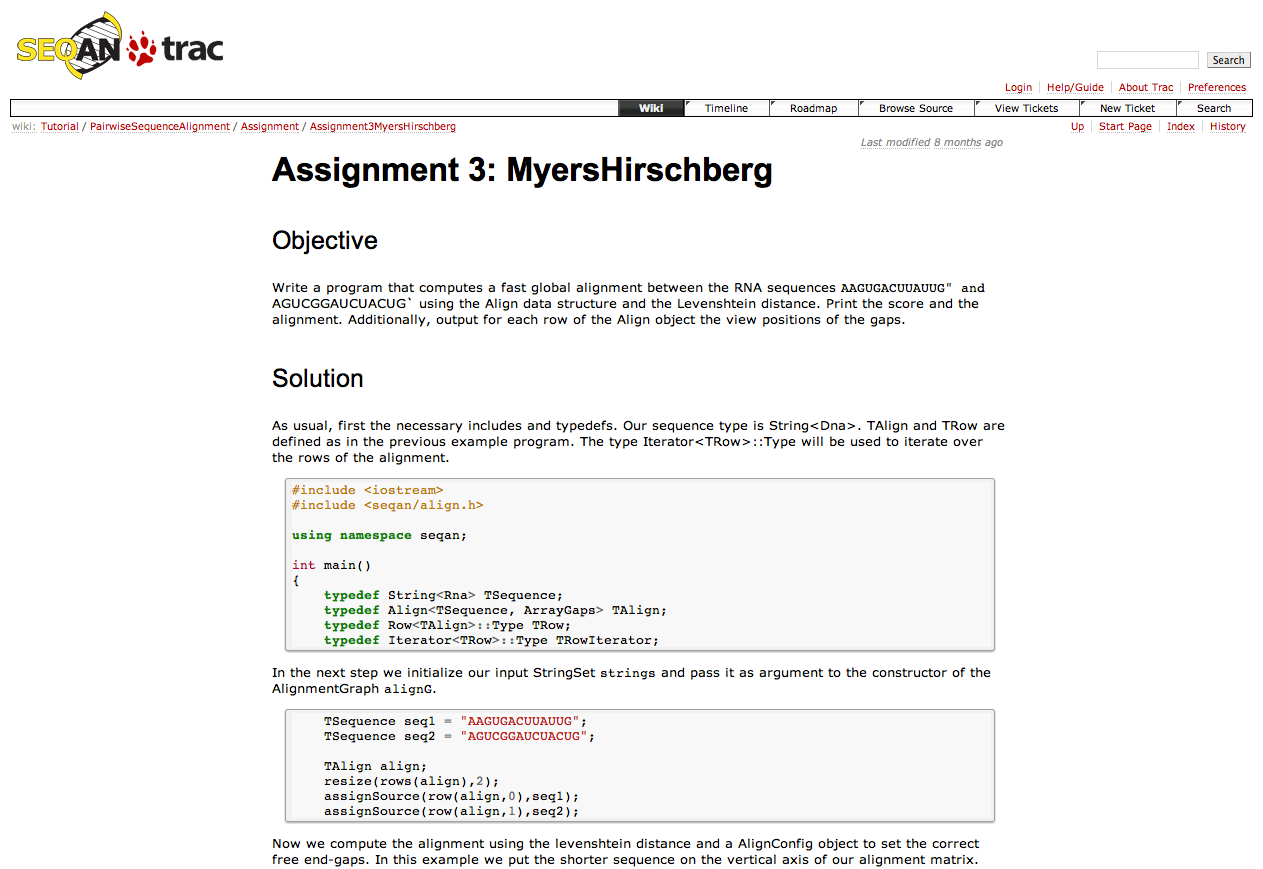 SEQAN trac
Search
Login Help/Guide About Trac Preferences
Wiki Timeline Roadmap Browse Source View Tickets New Ticket Search
wiki: Tutorial / PairwiseSequenceAlignment / Assignment / Assignment3MyersHirschberg
Up Start Page Index History
Last modified 8 months ago
Assignment 3: MyersHirschberg
Objective
Write a program that computes a fast global alignment between the RNA sequences AAGUGACUUAUUG" and
AGUCGGAUCUACUG` using the Align data structure and the Levenshtein distance. Print the score and the
alignment. Additionally, output for each row of the Align object the view positions of the gaps.
Solution
As usual, first the necessary includes and typedefs. Our sequence type is String<Dna>. TAlign and TRow are
defined as in the previous example program. The type Iterator<TRow>::Type will be used to iterate over
the rows of the alignment.
#include <iostream>
#include <seqan/align.h>
using namespace seqan;
int main()
{
typedef String<Rna> TSequence;
typedef Align<TSequence, ArrayGaps> TAlign;
typedef Row<TAlign>::Type TRow;
typedef Iterator<TRow>::Type TRowIterator;
In the next step we initialize our input StringSet strings and pass it as argument to the constructor of the
AlignmentGraph alignG.
TSequence seq1 = "AAGUGACUUAUUG";
TSequence seq2 = "AGUCGGAUCUACUG";
TAlign align;
resize(rows(align),2);
assignSource(row(align,0),seq1);
assignSource(row(align,1),seq2);
Now we compute the alignment using the levenshtein distance and a AlignConfig object to set the correct
free end-gaps. In this example we put the shorter sequence on the vertical axis of our alignment matrix.